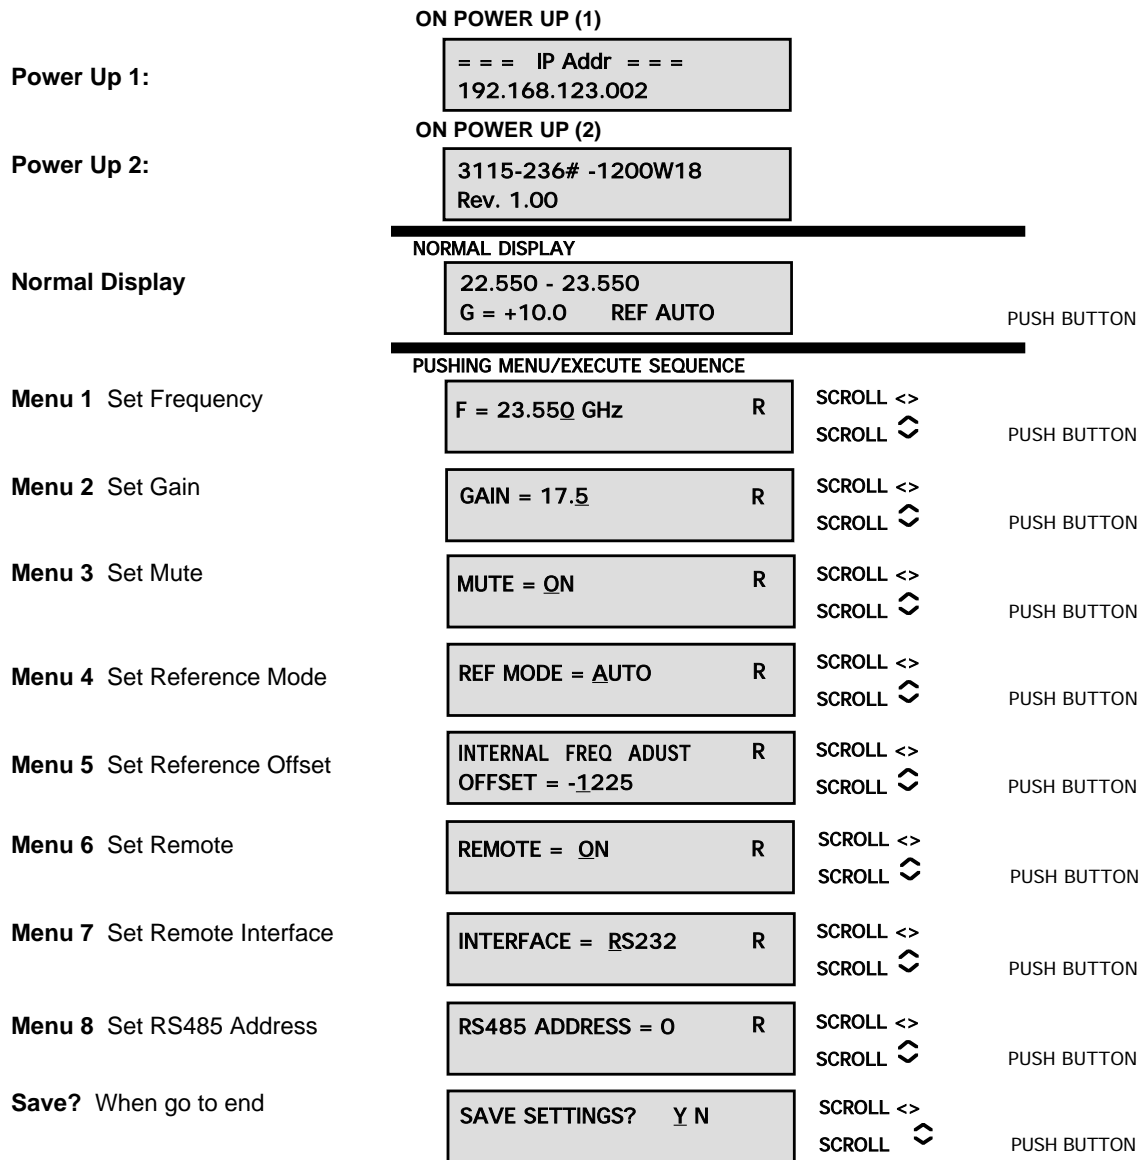 ON POWER UP (1)
Power Up 1:
= = = IP Addr = = =
192.168.123.002
ON POWER UP (2)
Power Up 2:
3115-236# -1200W18
Rev. 1.00
NORMAL DISPLAY
Normal Display
22.550 - 23.550
G = +10.0 REF AUTO
PUSH BUTTON
PUSHING MENU/EXECUTE SEQUENCE
Menu 1 Set Frequency
F = 23.550 GHz R
SCROLL <>
SCROLL
PUSH BUTTON
Menu 2 Set Gain
GAIN = 17.5 R
SCROLL <>
SCROLL
PUSH BUTTON
Menu 3 Set Mute
MUTE = ON R
SCROLL <>
SCROLL
PUSH BUTTON
Menu 4 Set Reference Mode
REF MODE = AUTO R
SCROLL <>
SCROLL
PUSH BUTTON
Menu 5 Set Reference Offset
INTERNAL FREQ ADUST R
OFFSET = -1225
SCROLL <>
SCROLL
PUSH BUTTON
Menu 6 Set Remote
REMOTE = ON R
SCROLL <>
SCROLL
PUSH BUTTON
Menu 7 Set Remote Interface
INTERFACE = RS232 R
SCROLL <>
SCROLL
PUSH BUTTON
Menu 8 Set RS485 Address
RS485 ADDRESS = 0 R
SCROLL <>
SCROLL
PUSH BUTTON
Save? When go to end
SAVE SETTINGS? Y N
SCROLL <>
SCROLL
PUSH BUTTON